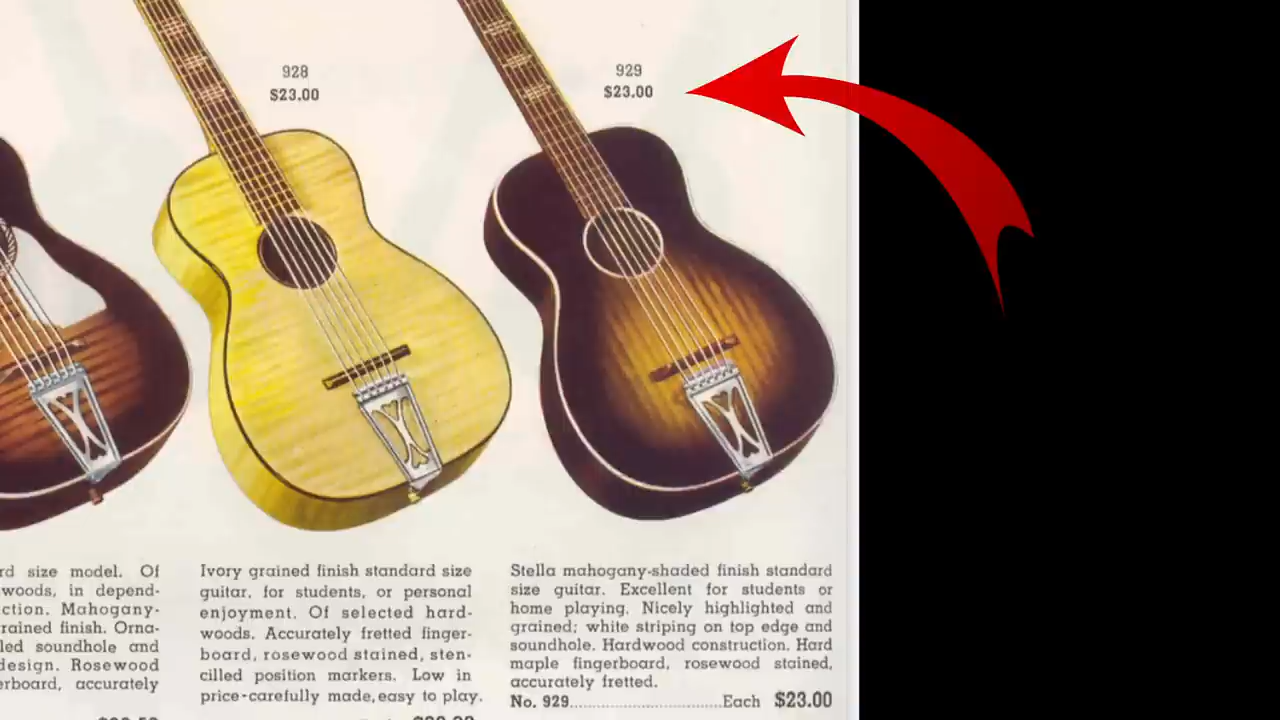 928
$23.00
929
$23.00
rd size model. Of
woods, in depend-
ction. Mahogany-
rained finish. Orna-
led soundhole and
design. Rosewood
erboard, accurately
Ivory grained finish standard size
guitar, for students, or personal
enjoyment. Of selected hard-
woods. Accurately fretted finger-
board, rosewood stained, sten-
cilled position markers. Low in
price-carefully made, easy to play.
Stella mahogany-shaded finish standard
size guitar. Excellent for students or
home playing. Nicely highlighted and
grained; white striping on top edge and
soundhole. Hardwood construction. Hard
maple fingerboard, rosewood stained,
accurately fretted.
No. 929..............................Each $23.00